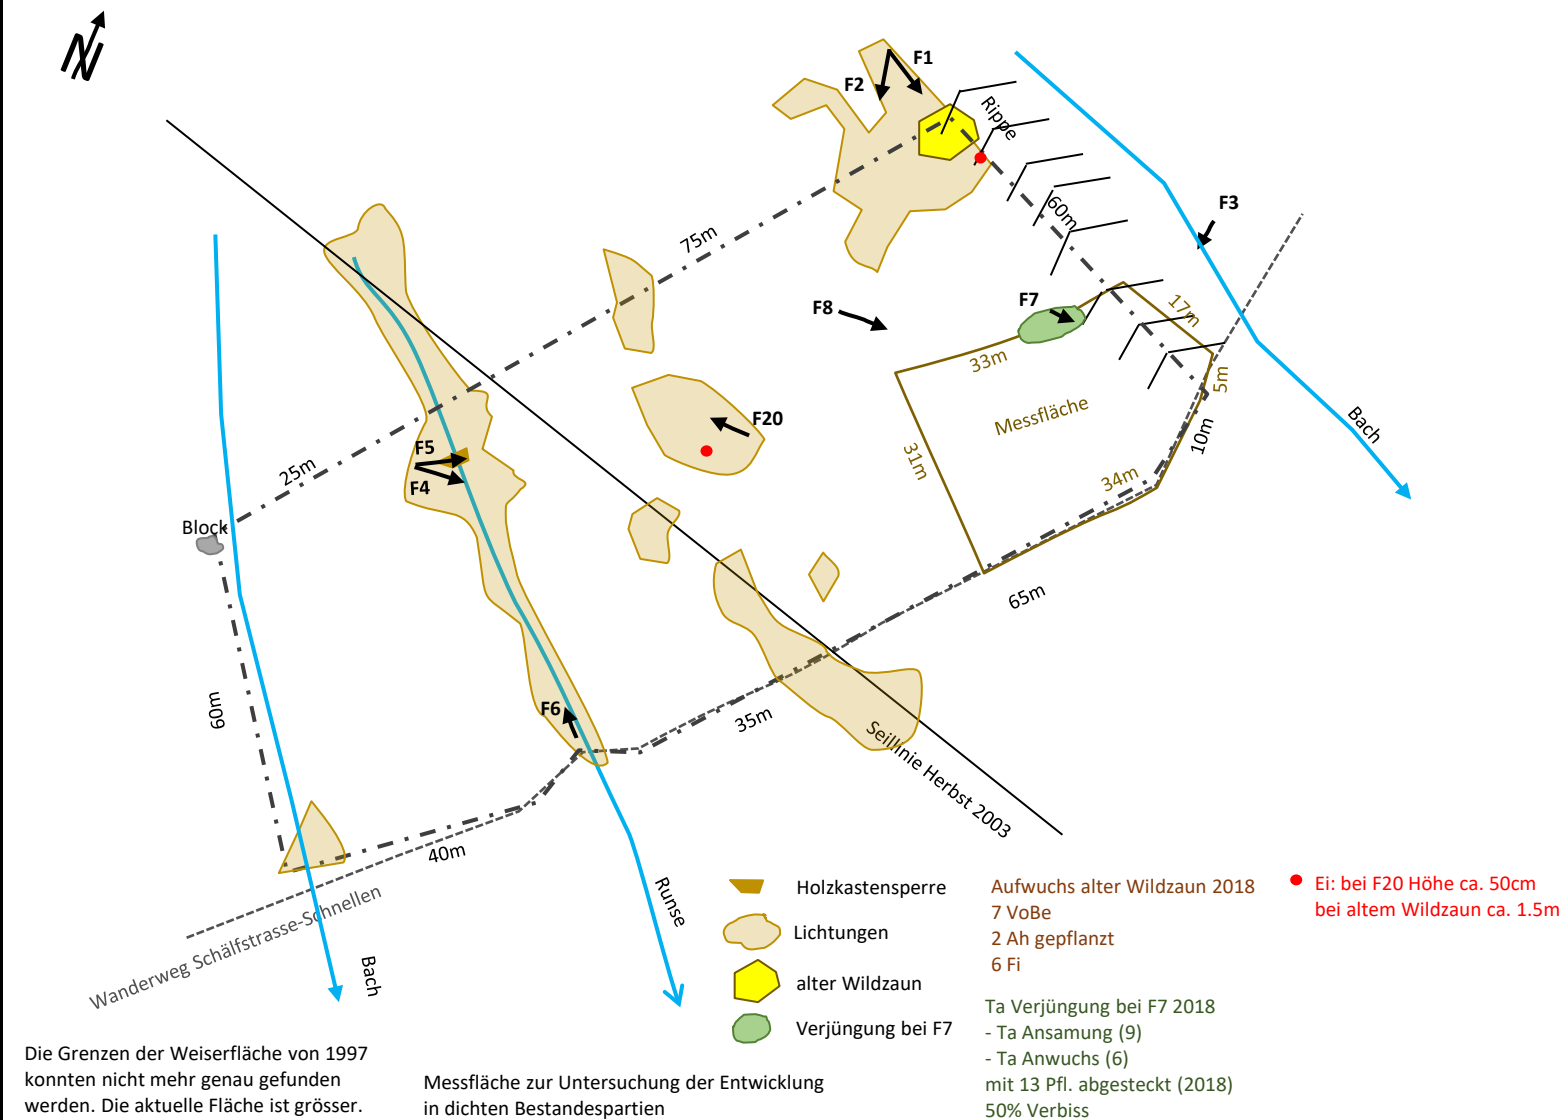 N
F1
F2
Rippe
F3
75m
60m
F8
F7
17m
33m
5m
Messfläche
F20
10m
31m
34m
Bach
F5
F4
25m
Block
65m
60m
F6
35m
Seillinie Herbst 2003
40m
Runse
Wanderweg Schälfstrasse-Schnellen
Bach
Holzkastensperre
Lichtungen
alter Wildzaun
Verjüngung bei F7
Aufwuchs alter Wildzaun 2018
7 VoBe
2 Ah gepflanzt
6 Fi
Ei: bei F20 Höhe ca. 50cm
bei altem Wildzaun ca. 1.5m
Ta Verjüngung bei F7 2018
- Ta Ansamung (9)
- Ta Anwuchs (6)
mit 13 Pfl. abgesteckt (2018)
50% Verbiss
Die Grenzen der Weiserfläche von 1997
konnten nicht mehr genau gefunden
werden. Die aktuelle Fläche ist grösser.
Messfläche zur Untersuchung der Entwicklung
in dichten Bestandespartien